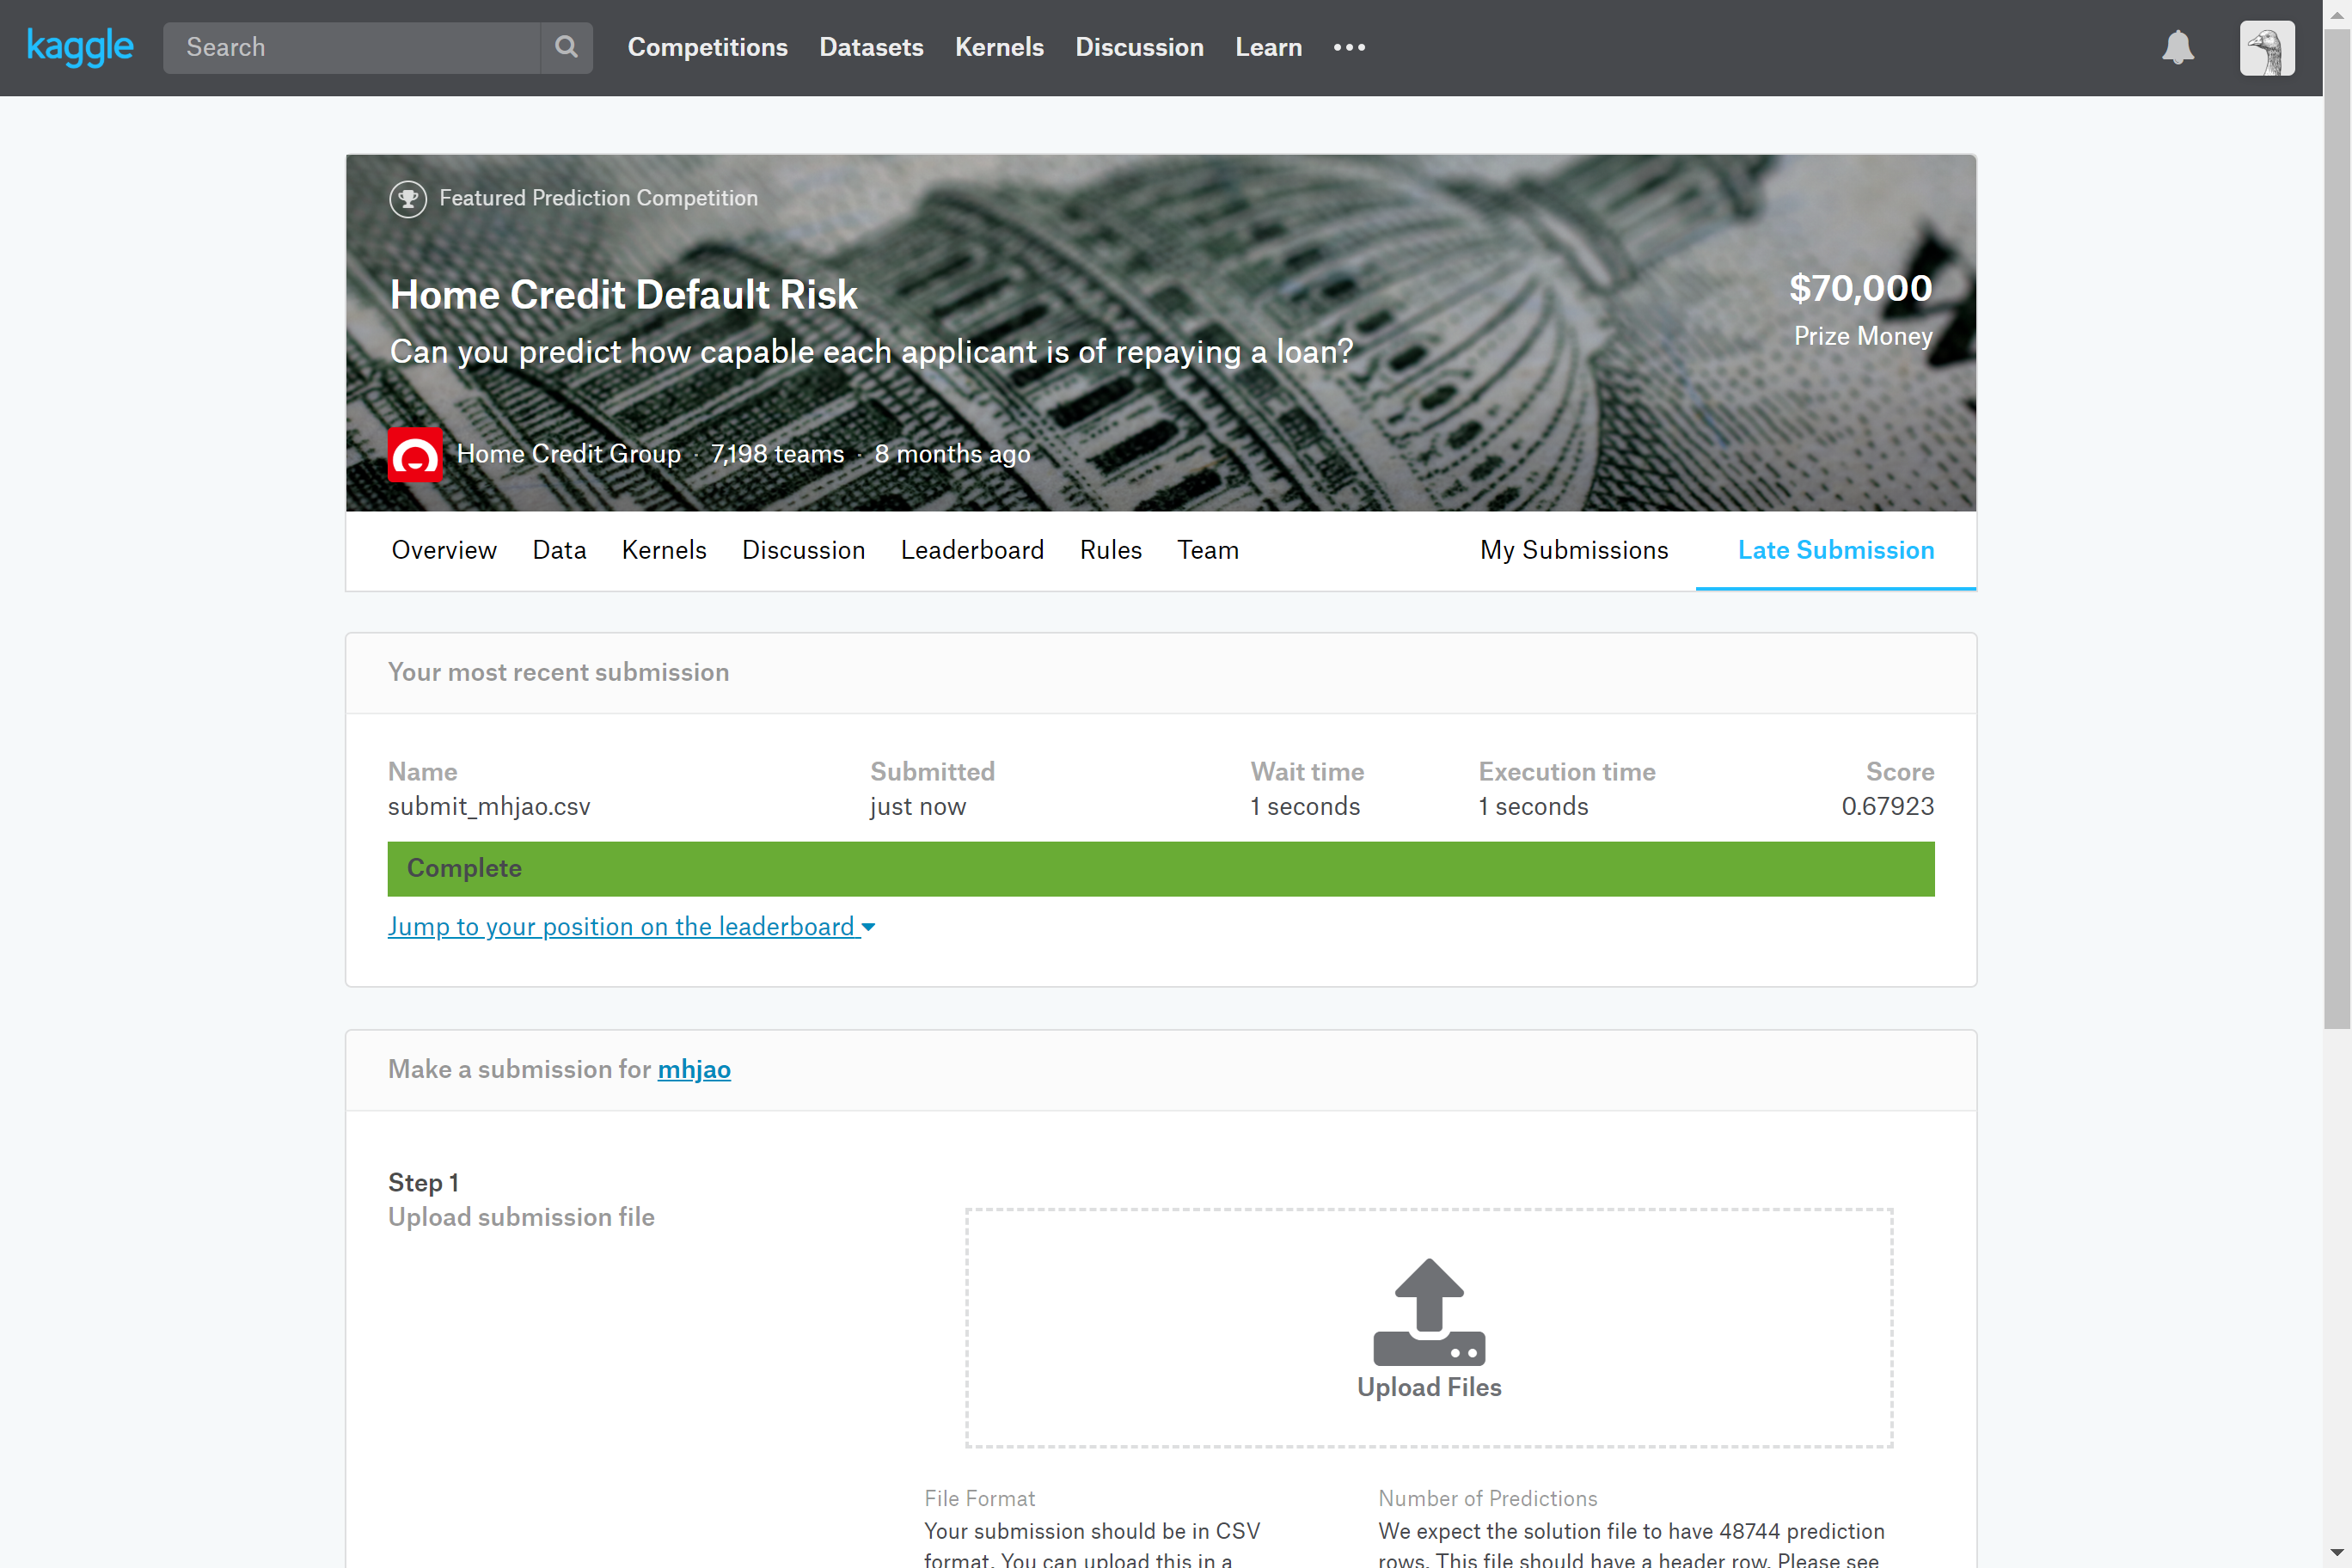 kaggle
Search
Competitions Datasets Kernels Discussion Learn
Featured Prediction Competition
Home Credit Default Risk
$70,000
Can you predict how capable each applicant is of repaying a loan?
Prize Money
Home Credit Group · 7,198 teams · 8 months ago
Overview Data Kernels Discussion Leaderboard Rules Team My Submissions Late Submission
Your most recent submission
Name Submitted Wait time Execution time Score
submit_mhjao.csv just now 1 seconds 1 seconds 0.67923
Complete
Jump to your position on the leaderboard
Make a submission for mhjao
Step 1
Upload submission file
Upload Files
File Format
Your submission should be in CSV
format. You can upload this in a
Number of Predictions
We expect the solution file to have 48744 prediction
rows. This file should have a header row. Please see